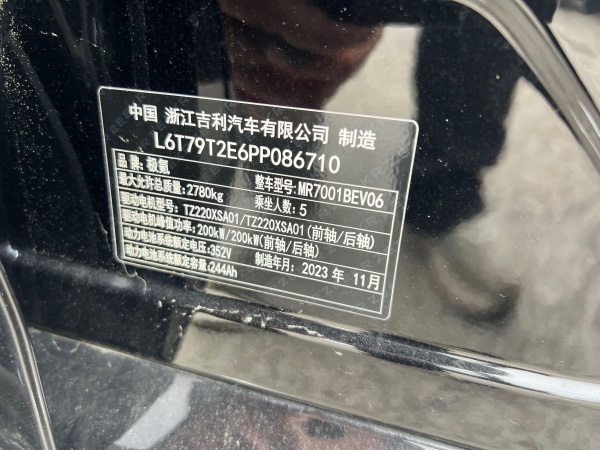 中国 浙江吉利汽车有限公司 制造
L6T79T2E6PP086710
品牌:极氪 整车型号:MR7001BEV06
最大允许总质量:2780kg 乘坐人数:5
驱动电机型号:TZ220XSA01/TZ220XSA01(前轴/后轴)
驱动电机峰值功率:200kW/200kW(前轴/后轴)
动力电池系统额定电压:352V 制造年月:2023 年 11月
动力电池系统额定容量:244Ah